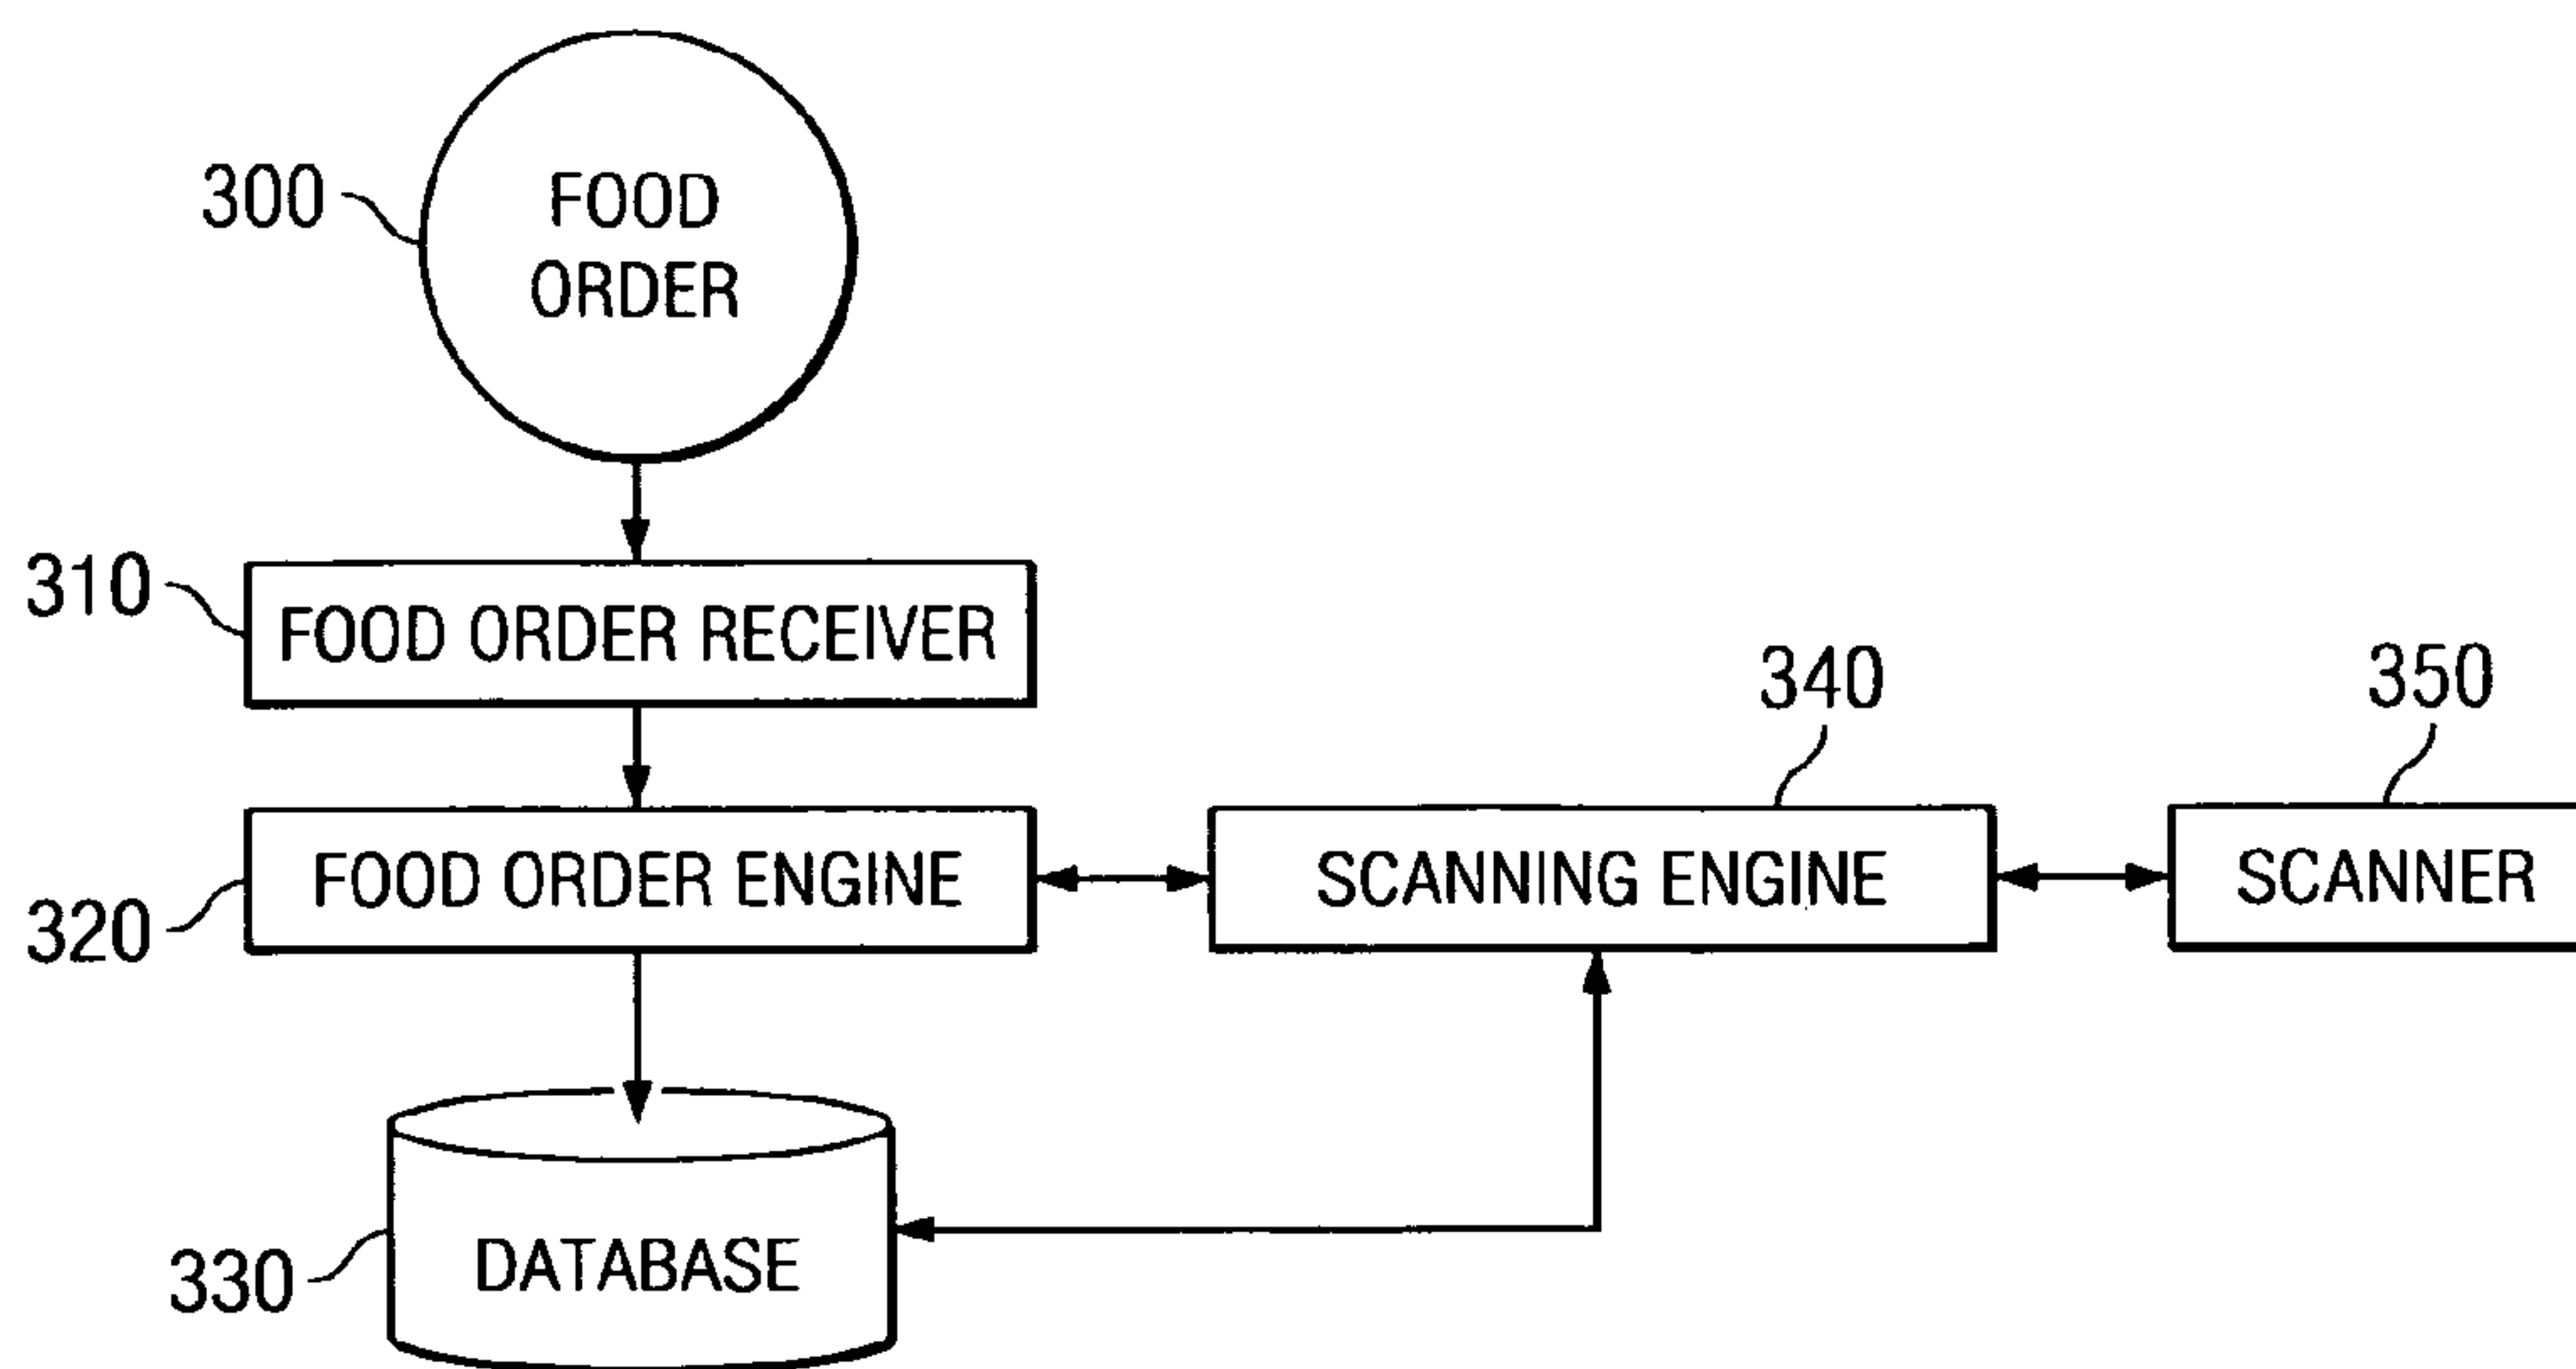 300
FOOD
ORDER
310
FOOD ORDER RECEIVER
340
350
320
FOOD ORDER ENGINE
SCANNING ENGINE
SCANNER
330
DATABASE